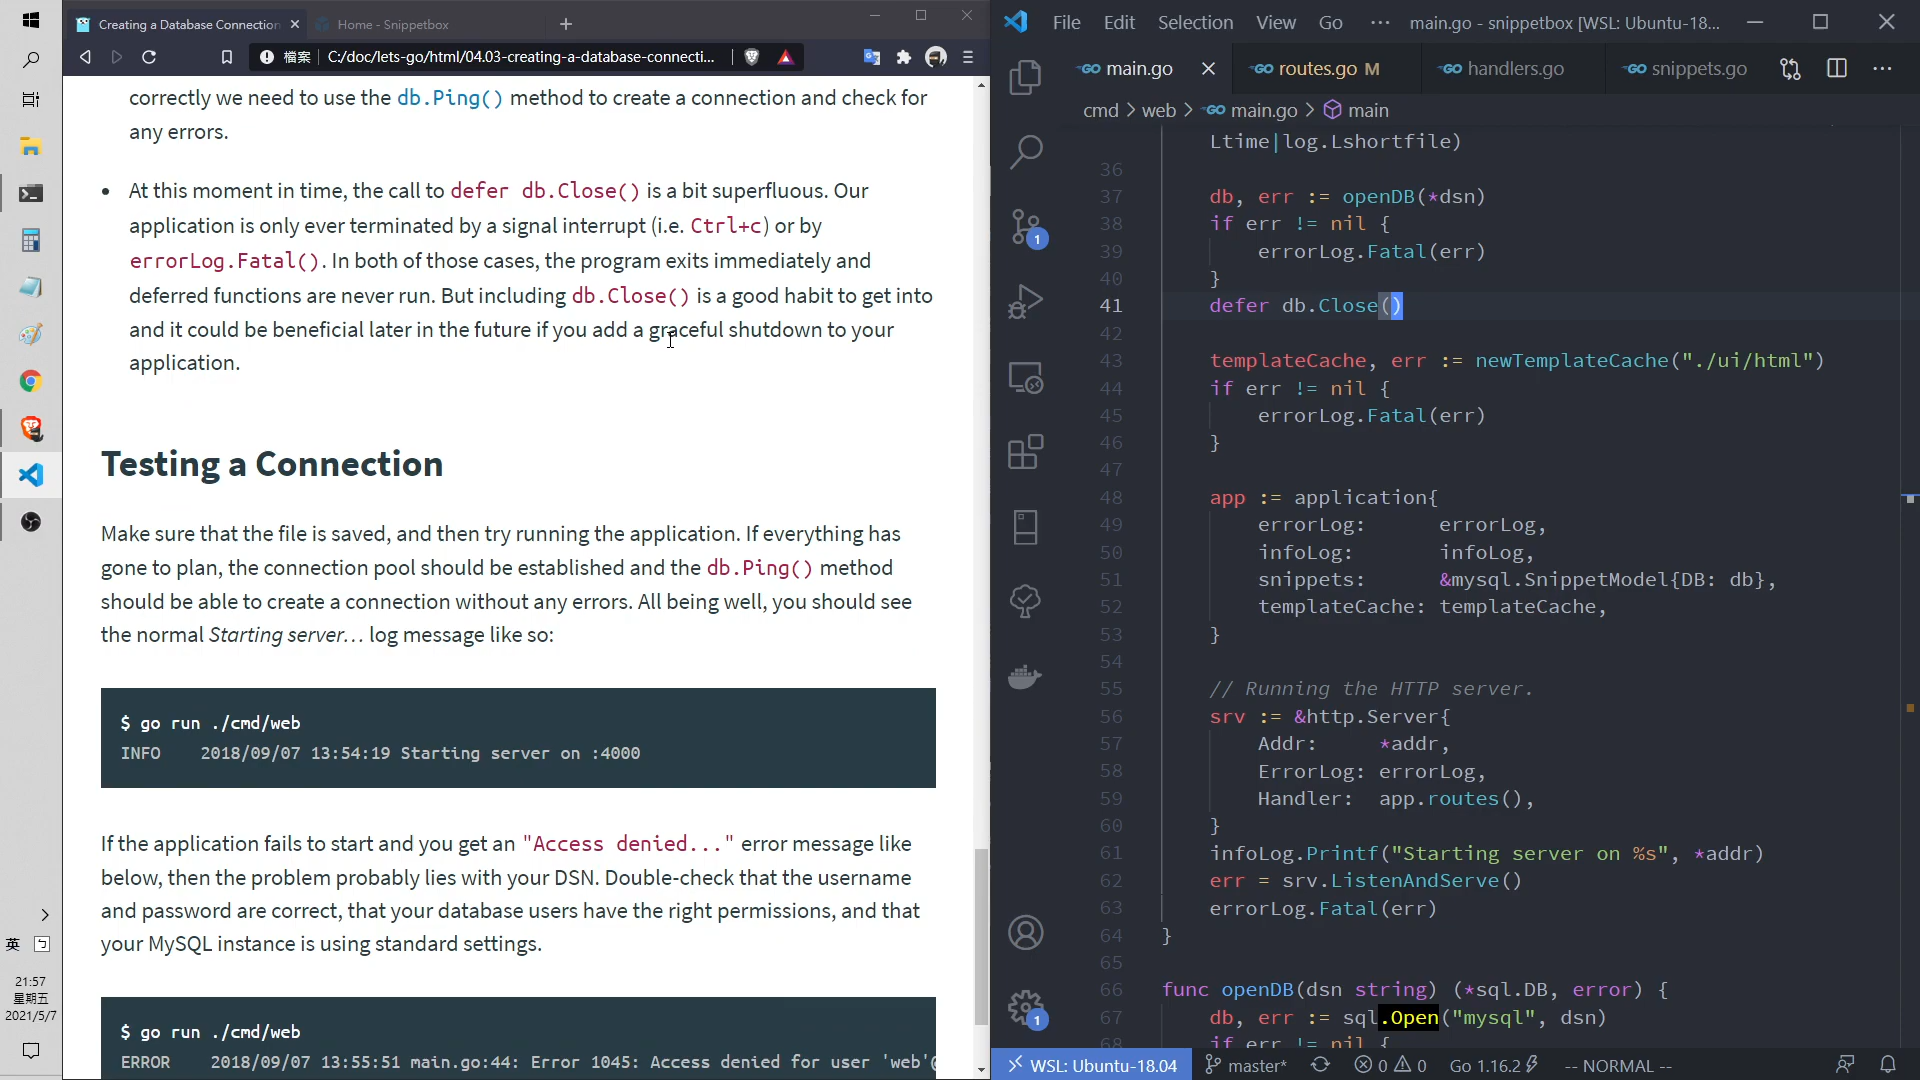 Creating a Database Connection
Home - Snippetbox
檔案
C:/doc/lets-go/html/04.03-creating-a-database-connecti...
correctly we need to use the db.Ping() method to create a connection and check for
any errors.
At this moment in time, the call to defer db.Close() is a bit superfluous. Our
application is only ever terminated by a signal interrupt (i.e. Ctrl+c) or by
errorLog.Fatal(). In both of those cases, the program exits immediately and
deferred functions are never run. But including db.Close() is a good habit to get into
and it could be beneficial later in the future if you add a graceful shutdown to your
application.
Testing a Connection
Make sure that the file is saved, and then try running the application. If everything has
gone to plan, the connection pool should be established and the db.Ping() method
should be able to create a connection without any errors. All being well, you should see
the normal Starting server… log message like so:
$ go run ./cmd/web
INFO 2018/09/07 13:54:19 Starting server on :4000
If the application fails to start and you get an "Access denied..." error message like
below, then the problem probably lies with your DSN. Double-check that the username
and password are correct, that your database users have the right permissions, and that
your MySQL instance is using standard settings.
$ go run ./cmd/web
ERROR 2018/09/07 13:55:51 main.go:44: Error 1045: Access denied for user 'web'@
英
21:57
星期五
2021/5/7
File Edit Selection View Go ··· main.go - snippetbox [WSL: Ubuntu-18...
main.go
routes.go M
handlers.go
snippets.go
cmd > web > main.go > main
Ltime|log.Lshortfile)
36
37 db, err := openDB(*dsn)
38 if err != nil {
39 errorLog.Fatal(err)
40 }
41 defer db.Close()
42
43 templateCache, err := newTemplateCache("./ui/html")
44 if err != nil {
45 errorLog.Fatal(err)
46 }
47
48 app := application{
49 errorLog: errorLog,
50 infoLog: infoLog,
51 snippets: &mysql.SnippetModel{DB: db},
52 templateCache: templateCache,
53 }
54
55 // Running the HTTP server.
56 srv := &http.Server{
57 Addr: *addr,
58 ErrorLog: errorLog,
59 Handler: app.routes(),
60 }
61 infoLog.Printf("Starting server on %s", *addr)
62 err = srv.ListenAndServe()
63 errorLog.Fatal(err)
64 }
65
66 func openDB(dsn string) (*sql.DB, error) {
67 db, err := sql.Open("mysql", dsn)
68 if err != nil {
1
1
WSL: Ubuntu-18.04 master* 0 0 Go 1.16.2 -- NORMAL --